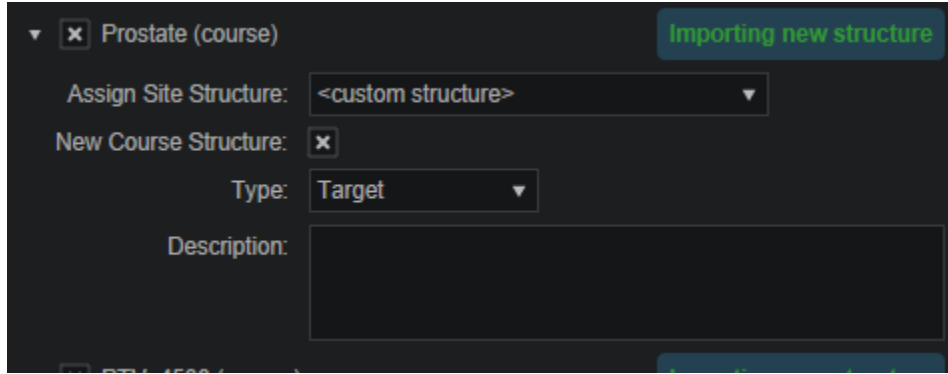 Prostate (course) Importing new structure
Assign Site Structure: <custom structure>
New Course Structure:
Type: Target
Description: